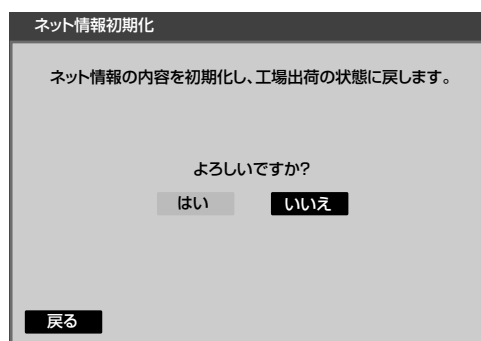 ネット情報初期化
ネット情報の内容を初期化し、工場出荷の状態に戻します。
よろしいですか?
はい いいえ
戻る